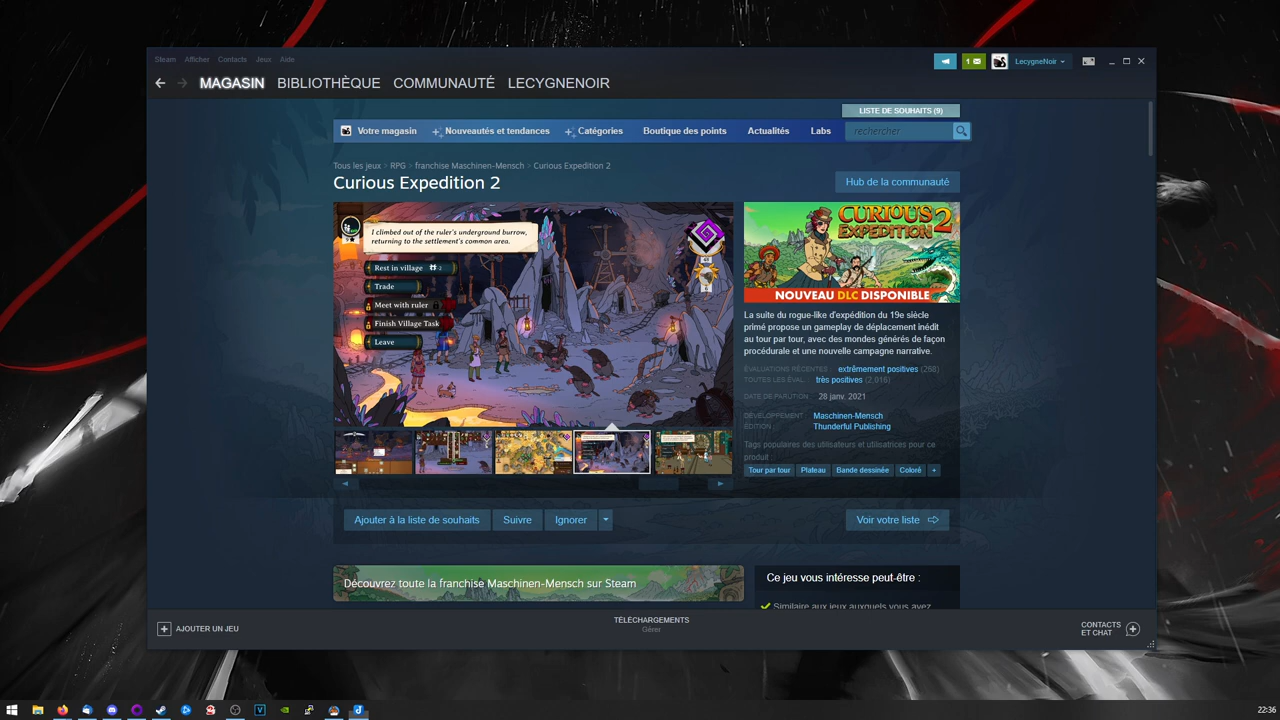 Steam Afficher Contacts Jeux Aide
1
LecygneNoir
MAGASIN BIBLIOTHÈQUE COMMUNAUTÉ LECYGNENOIR
LISTE DE SOUHAITS (9)
Votre magasin Nouveautés et tendances Catégories Boutique des points Actualités Labs rechercher
Tous les jeux > RPG > franchise Maschinen-Mensch > Curious Expedition 2
Curious Expedition 2
Hub de la communauté
I climbed out of the ruler's underground burrow,
returning to the settlement's common area.
Rest in village 2
Trade
Meet with ruler
Finish Village Task
Leave
CURIOUS
EXPEDITION 2
NOUVEAU DLC DISPONIBLE
La suite du rogue-like d'expédition du 19e siècle
primé propose un gameplay de déplacement inédit
au tour par tour, avec des mondes générés de façon
procédurale et une nouvelle campagne narrative.
ÉVALUATIONS RÉCENTES : extrêmement positives (268)
TOUTES LES ÉVAL. : très positives (2,016)
DATE DE PARUTION : 28 janv. 2021
DÉVELOPPEMENT : Maschinen-Mensch
ÉDITION : Thunderful Publishing
Tags populaires des utilisateurs et utilisatrices pour ce
produit :
Tour par tour Plateau Bande dessinée Coloré +
Ajouter à la liste de souhaits Suivre Ignorer Voir votre liste
Découvrez toute la franchise Maschinen-Mensch sur Steam
Ce jeu vous intéresse peut-être :
Similaire aux jeux auxquels vous avez
AJOUTER UN JEU
TÉLÉCHARGEMENTS
Gérer
CONTACTS
ET CHAT
22:36